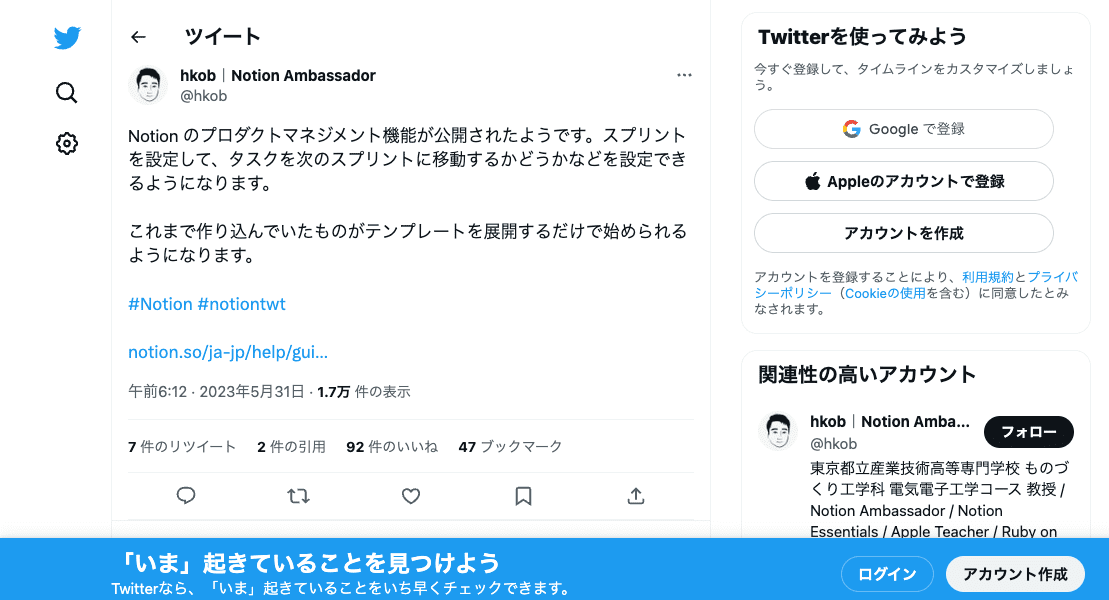 ツイート
hkob｜Notion Ambassador
@hkob
Notion のプロダクトマネジメント機能が公開されたようです。スプリント
を設定して、タスクを次のスプリントに移動するかどうかなどを設定でき
るようになります。
これまで作り込んでいたものがテンプレートを展開するだけで始められる
ようになります。
#Notion #notiontwt
notion.so/ja-jp/help/gui...
午前6:12 · 2023年5月31日 · 1.7万 件の表示
7 件のリツイート 2 件の引用 92 件のいいね 47 ブックマーク
Twitterを使ってみよう
今すぐ登録して、タイムラインをカスタマイズしましょ
う。
Google で登録
Appleのアカウントで登録
アカウントを作成
アカウントを登録することにより、利用規約とプライバ
シーポリシー（Cookieの使用を含む）に同意したとみ
なされます。
関連性の高いアカウント
hkob｜Notion Amba...
@hkob
フォロー
東京都立産業技術高等専門学校 ものづ
くり工学科 電気電子工学コース 教授 /
Notion Ambassador / Notion
Essentials / Apple Teacher / Ruby on
「いま」起きていることを見つけよう
Twitterなら、「いま」起きていることをいち早くチェックできます。
ログイン
アカウント作成